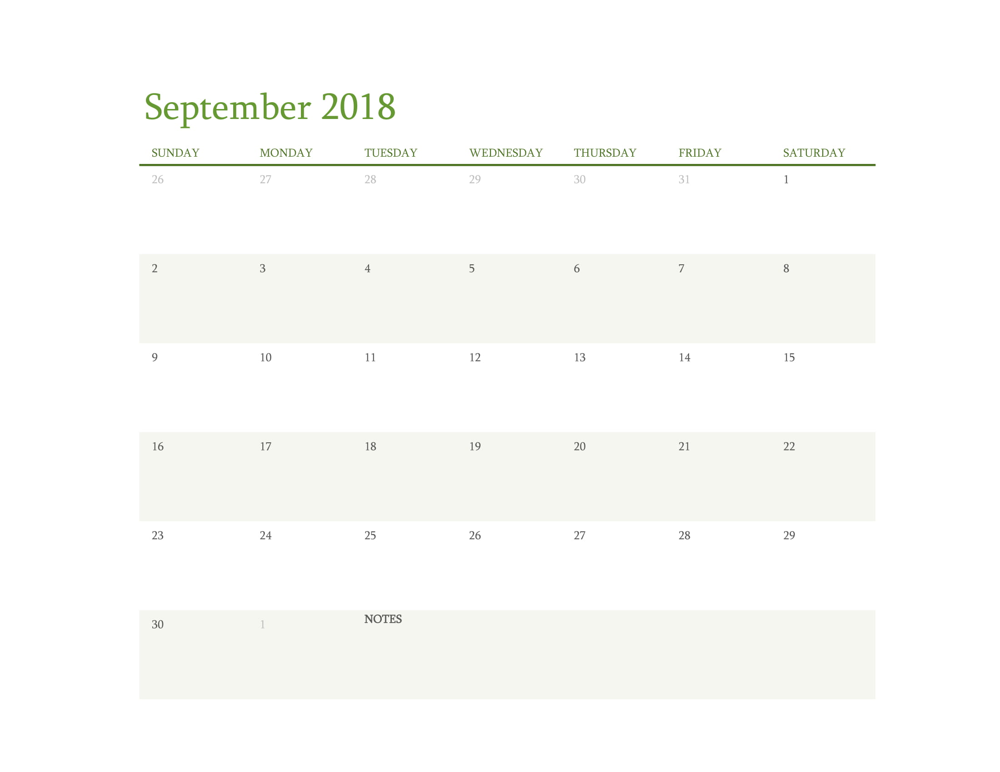 September 2018
SUNDAY MONDAY TUESDAY WEDNESDAY THURSDAY FRIDAY SATURDAY
26 27 28 29 30 31 1
2 3 4 5 6 7 8
9 10 11 12 13 14 15
16 17 18 19 20 21 22
23 24 25 26 27 28 29
30 1 NOTES